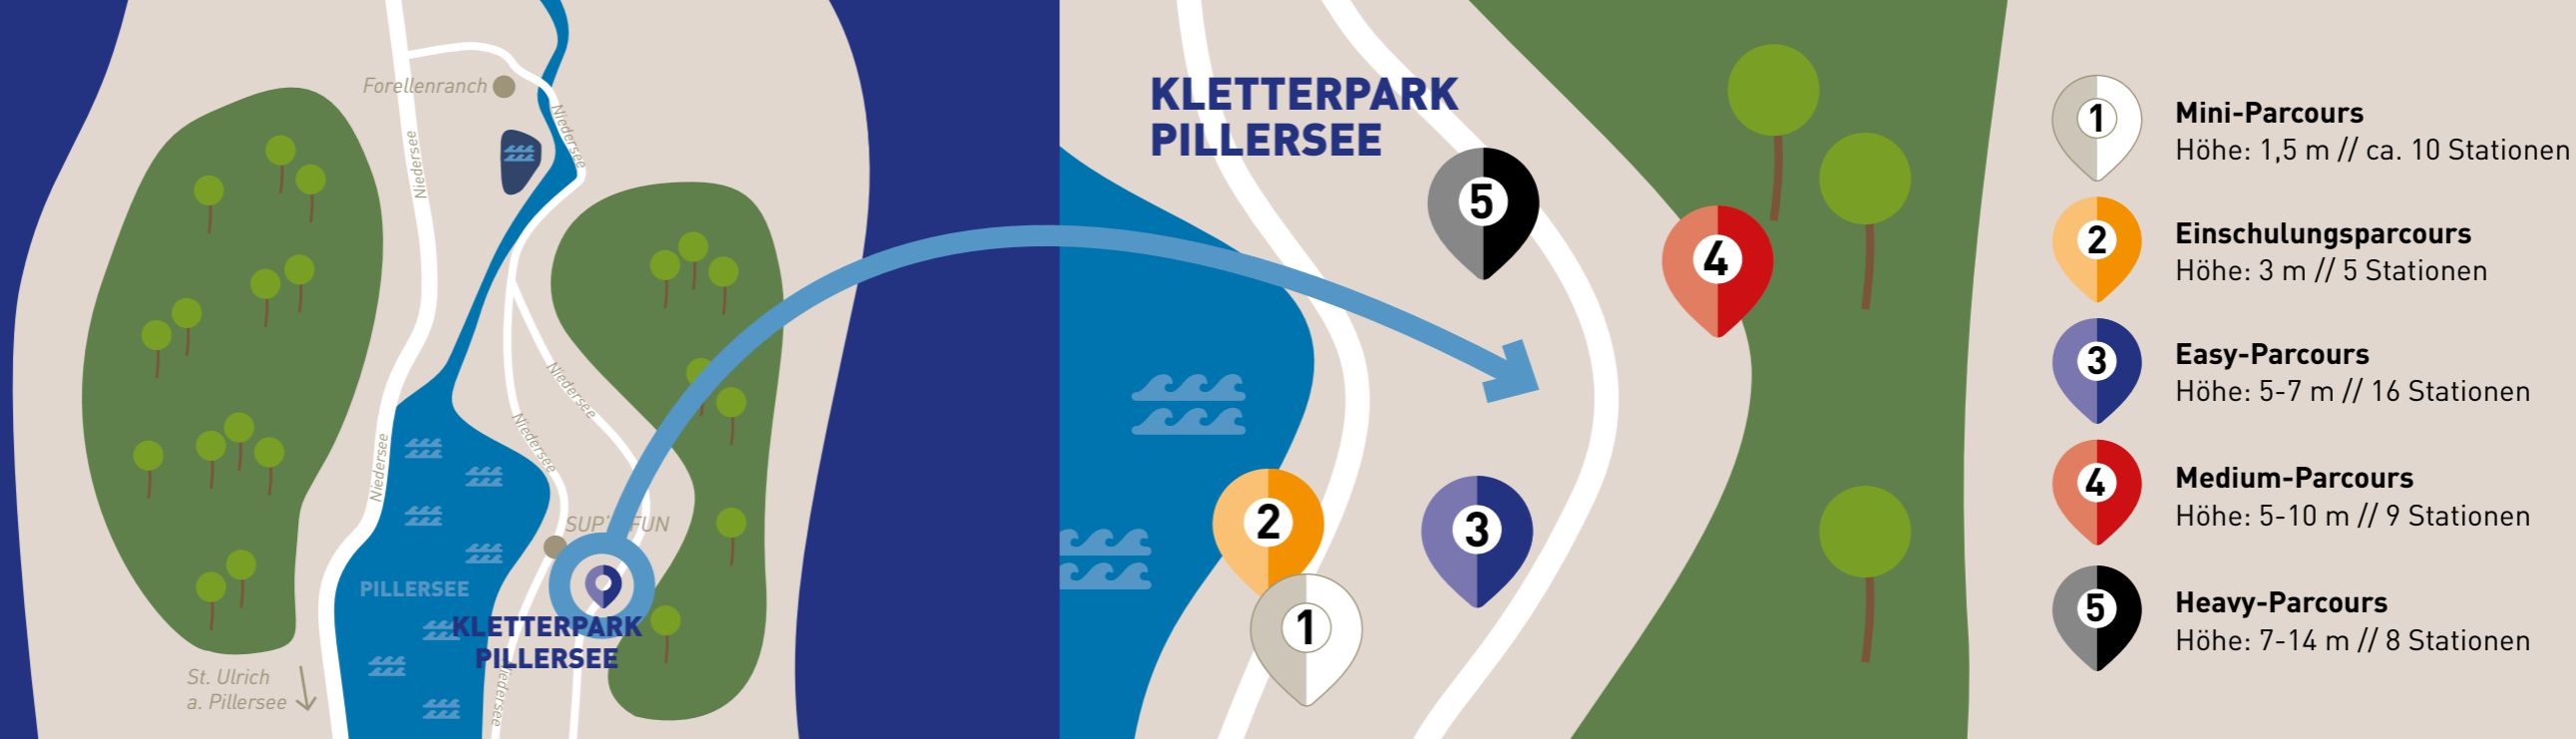 Forellenranch
Niedersee
Niedersee
Niedersee
Niedersee
Niedersee
SUP
FUN
PILLERSEE
KLETTERPARK
PILLERSEE
St. Ulrich
a. Pillersee
Niedersee
KLETTERPARK
PILLERSEE
5
4
2
3
1
1
Mini-Parcours
Höhe: 1,5 m // ca. 10 Stationen
2
Einschulungsparcours
Höhe: 3 m // 5 Stationen
3
Easy-Parcours
Höhe: 5-7 m // 16 Stationen
4
Medium-Parcours
Höhe: 5-10 m // 9 Stationen
5
Heavy-Parcours
Höhe: 7-14 m // 8 Stationen